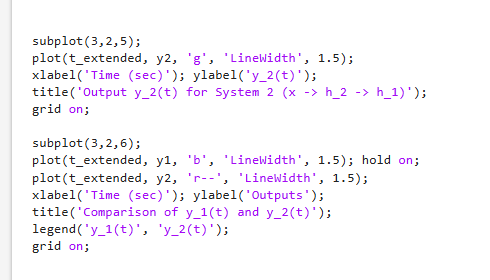 subplot(3,2,5);
plot(t_extended, y2, 'g', 'LineWidth', 1.5);
xlabel('Time (sec)'); ylabel('y_2(t)');
title('Output y_2(t) for System 2 (x -> h_2 -> h_1)');
grid on;
subplot(3,2,6);
plot(t_extended, y1, 'b', 'LineWidth', 1.5); hold on;
plot(t_extended, y2, 'r--', 'LineWidth', 1.5);
xlabel('Time (sec)'); ylabel('Outputs');
title('Comparison of y_1(t) and y_2(t)');
legend('y_1(t)', 'y_2(t)');
grid on;